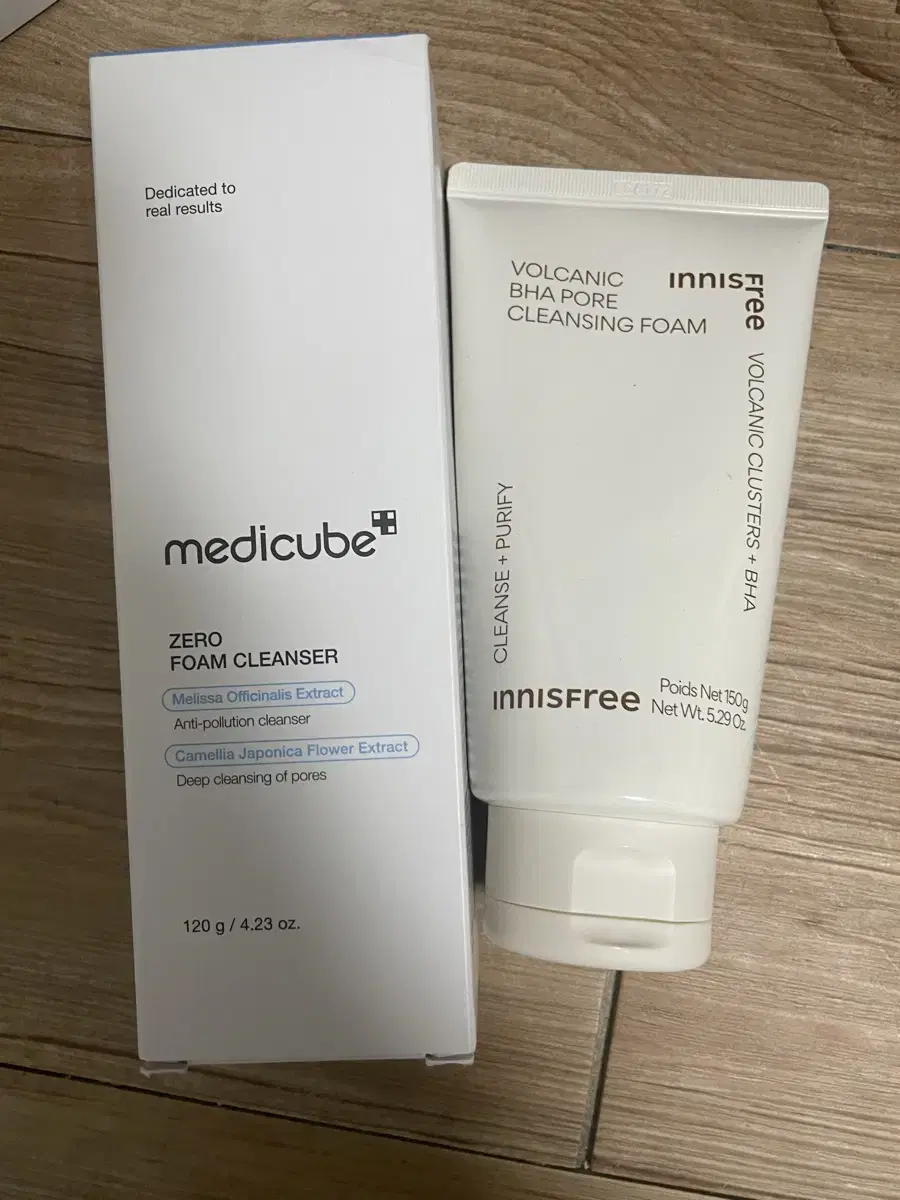 Dedicated to
real results
medicube
ZERO
FOAM CLEANSER
Melissa Officinalis Extract
Anti-pollution cleanser
Camellia Japonica Flower Extract
Deep cleansing of pores
120 g / 4.23 oz.
VOLCANIC
BHA PORE
CLEANSING FOAM
INNISFree
VOLCANIC CLUSTERS + BHA
CLEANSE + PURIFY
INNISFree
Poids Net 150g
Net Wt. 5.29 Oz